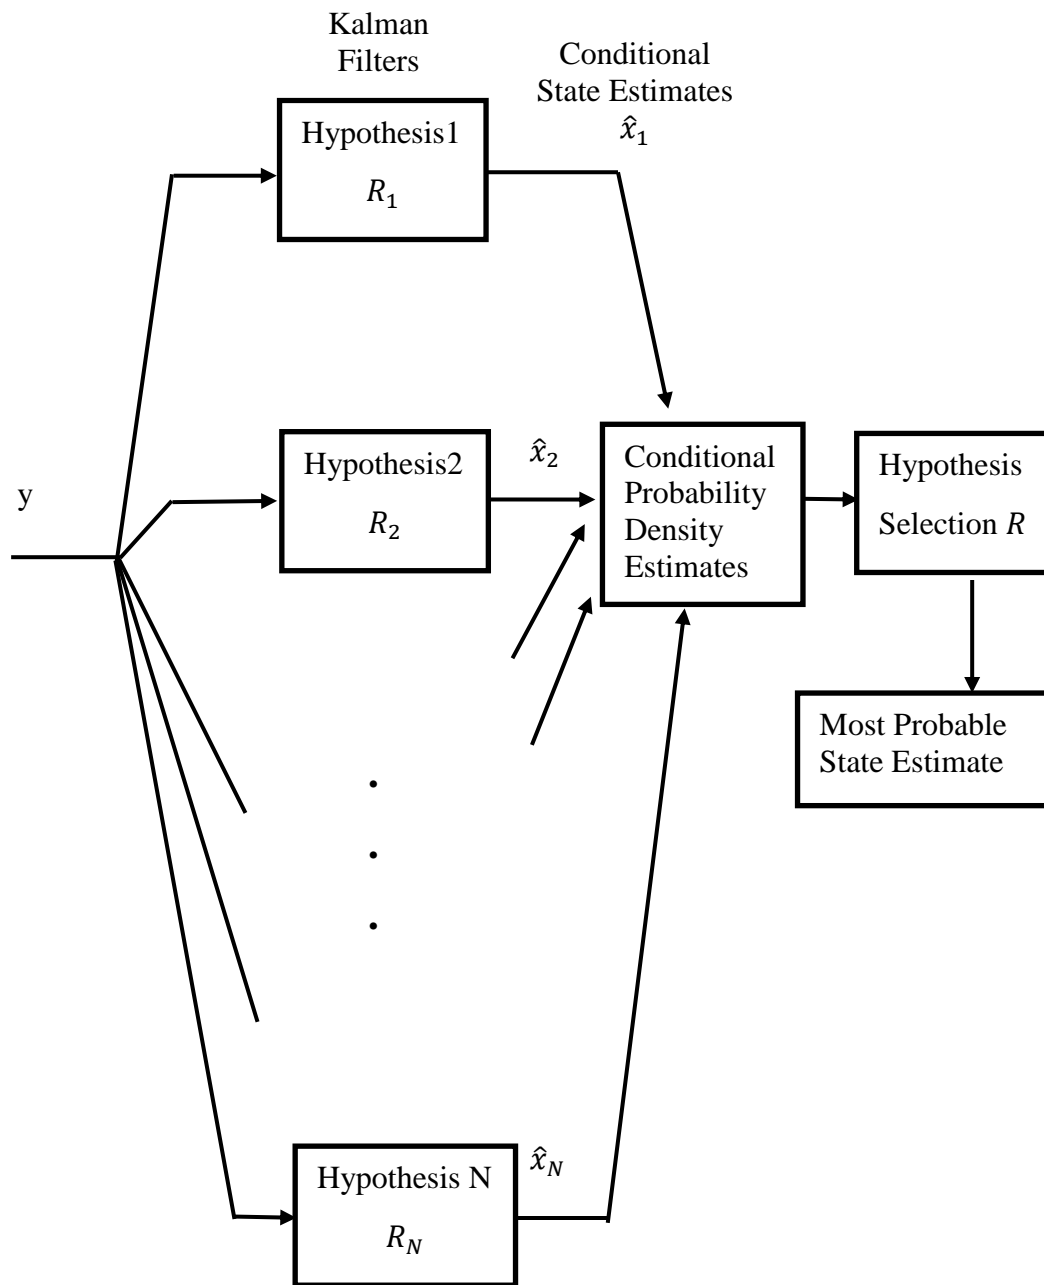 Kalman
Filters
Conditional
State Estimates
x̂₁
Hypothesis1
R₁
y
Hypothesis2
R₂
x̂₂
Conditional
Probability
Density
Estimates
Hypothesis
Selection R
Most Probable
State Estimate
.
.
.
Hypothesis N
R_N
x̂_N